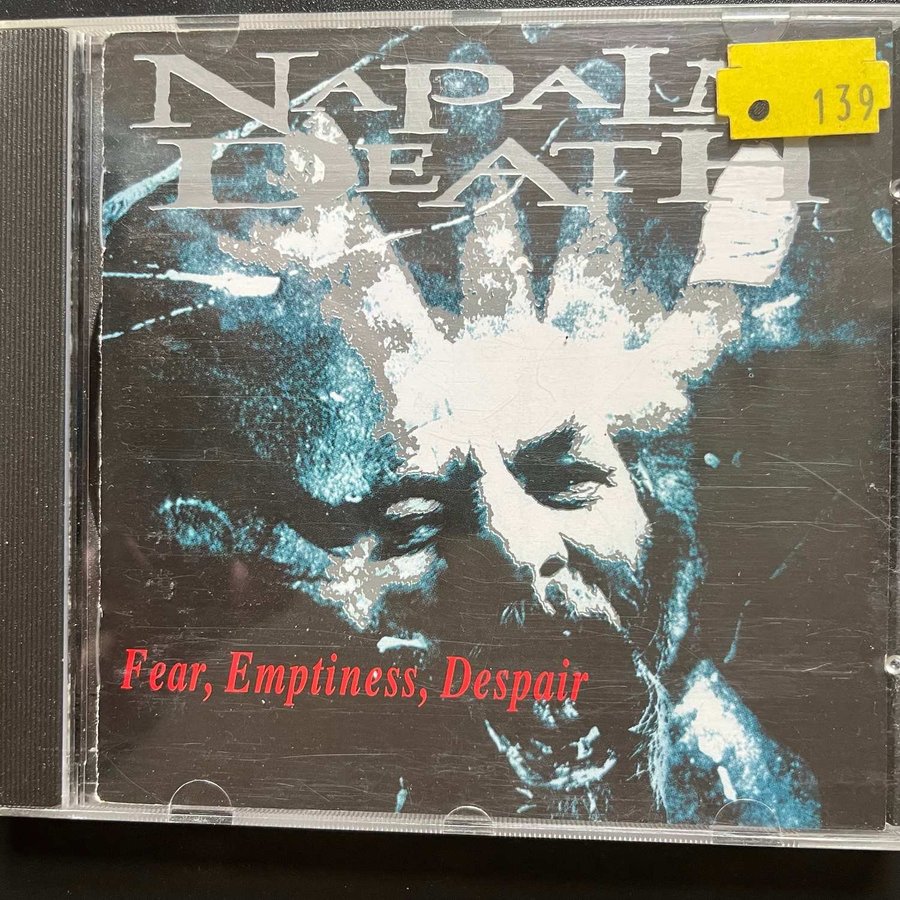 NAPALM
139
DEATH
Fear, Emptiness, Despair